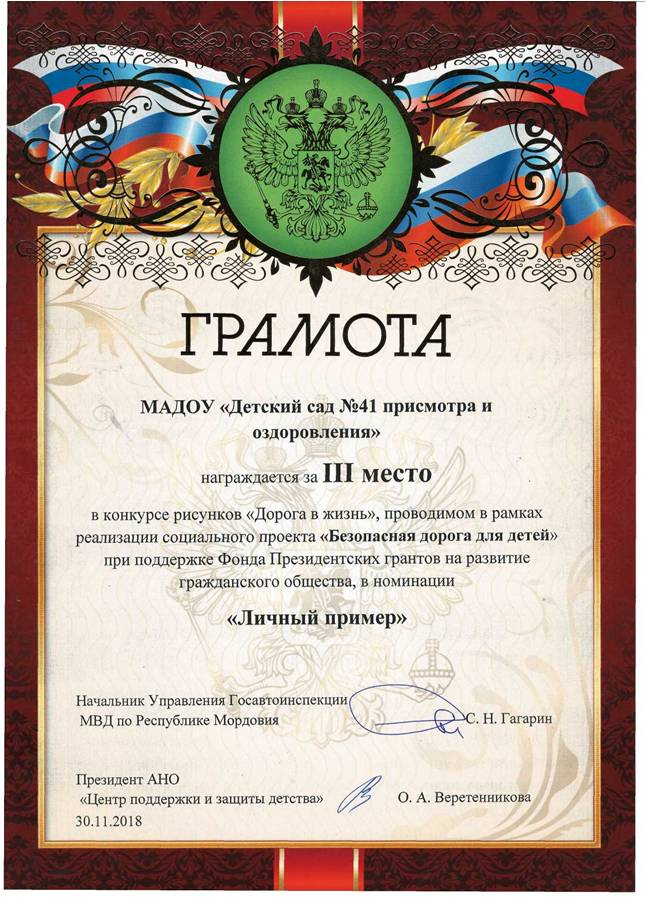 ГРАМОТА
МАДОУ «Детский сад №41 присмотра и
оздоровления»
награждается за III место
в конкурсе рисунков «Дорога в жизнь», проводимом в рамках
реализации социального проекта «Безопасная дорога для детей»
при поддержке Фонда Президентских грантов на развитие
гражданского общества, в номинации
«Личный пример»
Начальник Управления Госавтоинспекции
МВД по Республике Мордовия С. Н. Гагарин
Президент АНО
«Центр поддержки и защиты детства» О. А. Веретенникова
30.11.2018